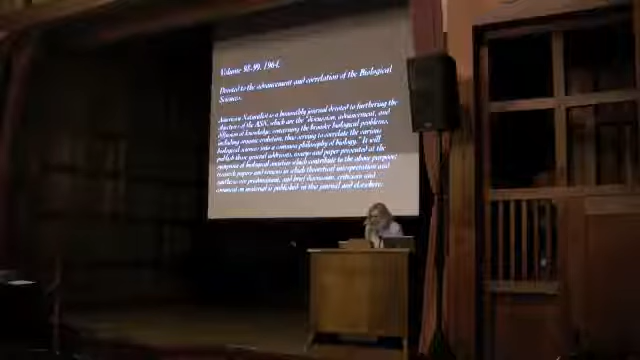 Volume 98-99, 1964.
Devoted to the advancement and correlation of the Biological
Sciences.
American Naturalist is a bimonthly journal devoted to furthering the
objectives of the ASN, which are the "discussion, advancement, and
diffusion of knowledge concerning the broader biological problems,
including organic evolution, thus serving to correlate the various
biological sciences into a common philosophy of biology." It will
publish those general addresses, essays and papers presented at the
of biological societies which contribute to the above purpose;
research papers and reviews in which theoretical interpretation and
synthesis are predominant, and brief discussion, criticism and
comment on material is published in this journal and elsewhere.